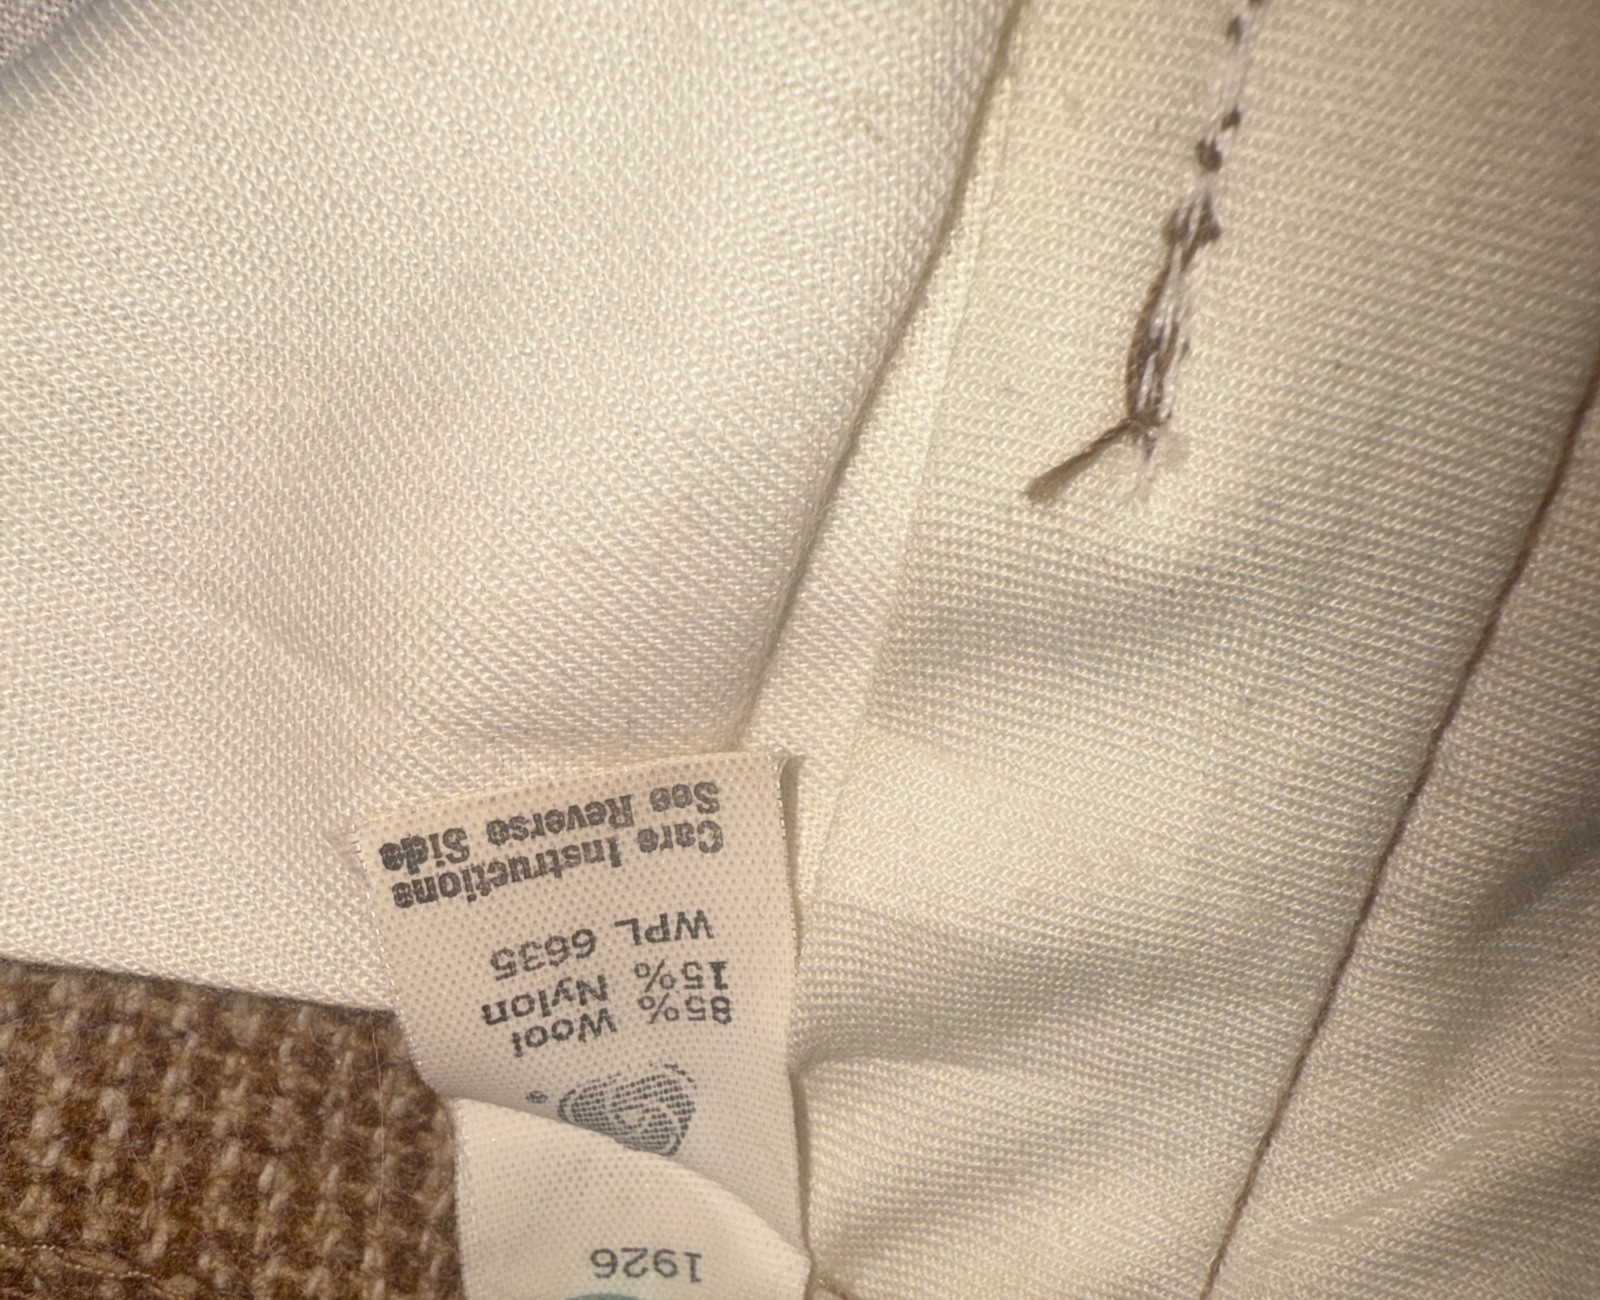 1926
85% Wool
15% Nylon
WPL 6635
Care Instructions
See Reverse Side